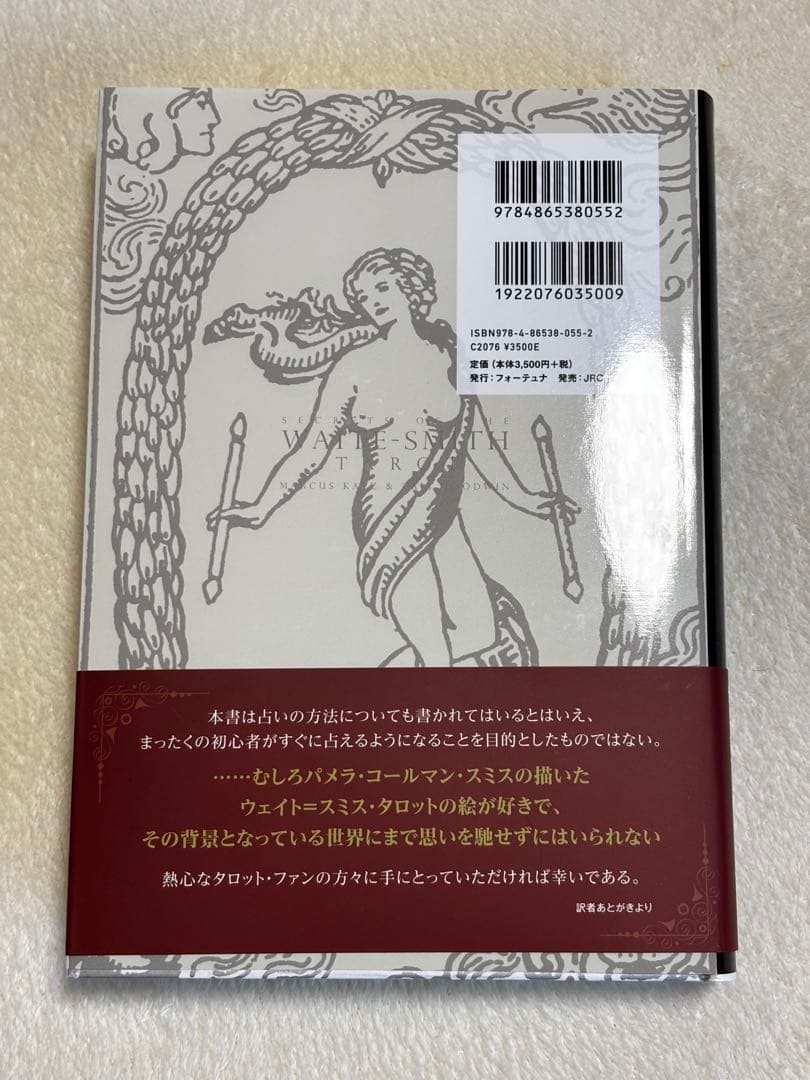 9784865380552
1922076035009
ISBN978-4-86538-055-2
C2076 ¥3500E
定価 (本体3,500円+税)
発行:フォーテュナ 発売:JRC
SECRETS OF THE
WAITE-SMITH
TAROT
MARCUS KATZ & GOODWIN
本書は占いの方法についても書かれてはいるとはいえ、
まったくの初心者がすぐに占えるようになることを目的としたものではない。
……むしろパメラ・コールマン・スミスの描いた
ウェイト=スミス・タロットの絵が好きで、
その背景となっている世界にまで思いを馳せずにはいられない
熱心なタロット・ファンの方々に手にとっていただければ幸いである。
訳者あとがきより